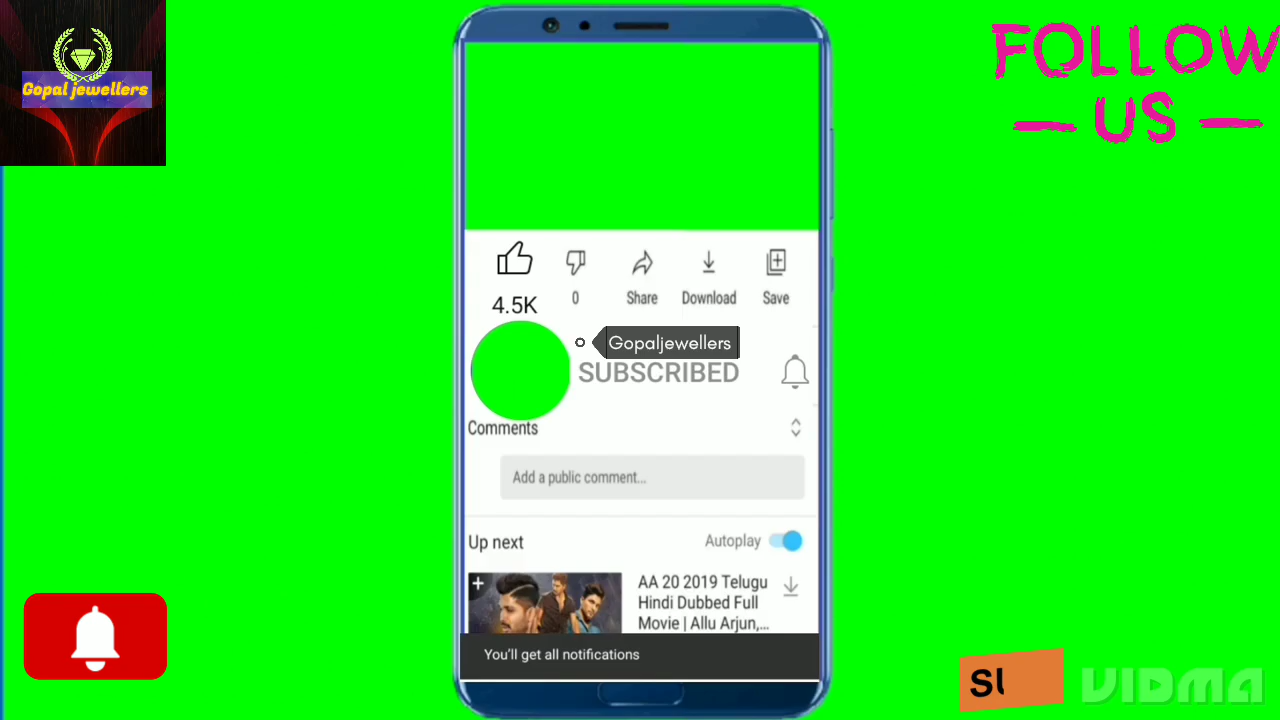 Gopal jewellers
FOLLOW
— US —
4.5K
0
Share
Download
Save
Gopaljewellers
SUBSCRIBED
Comments
Add a public comment...
Up next
Autoplay
AA 20 2019 Telugu
Hindi Dubbed Full
Movie | Allu Arjun,...
You'll get all notifications
VIDMA